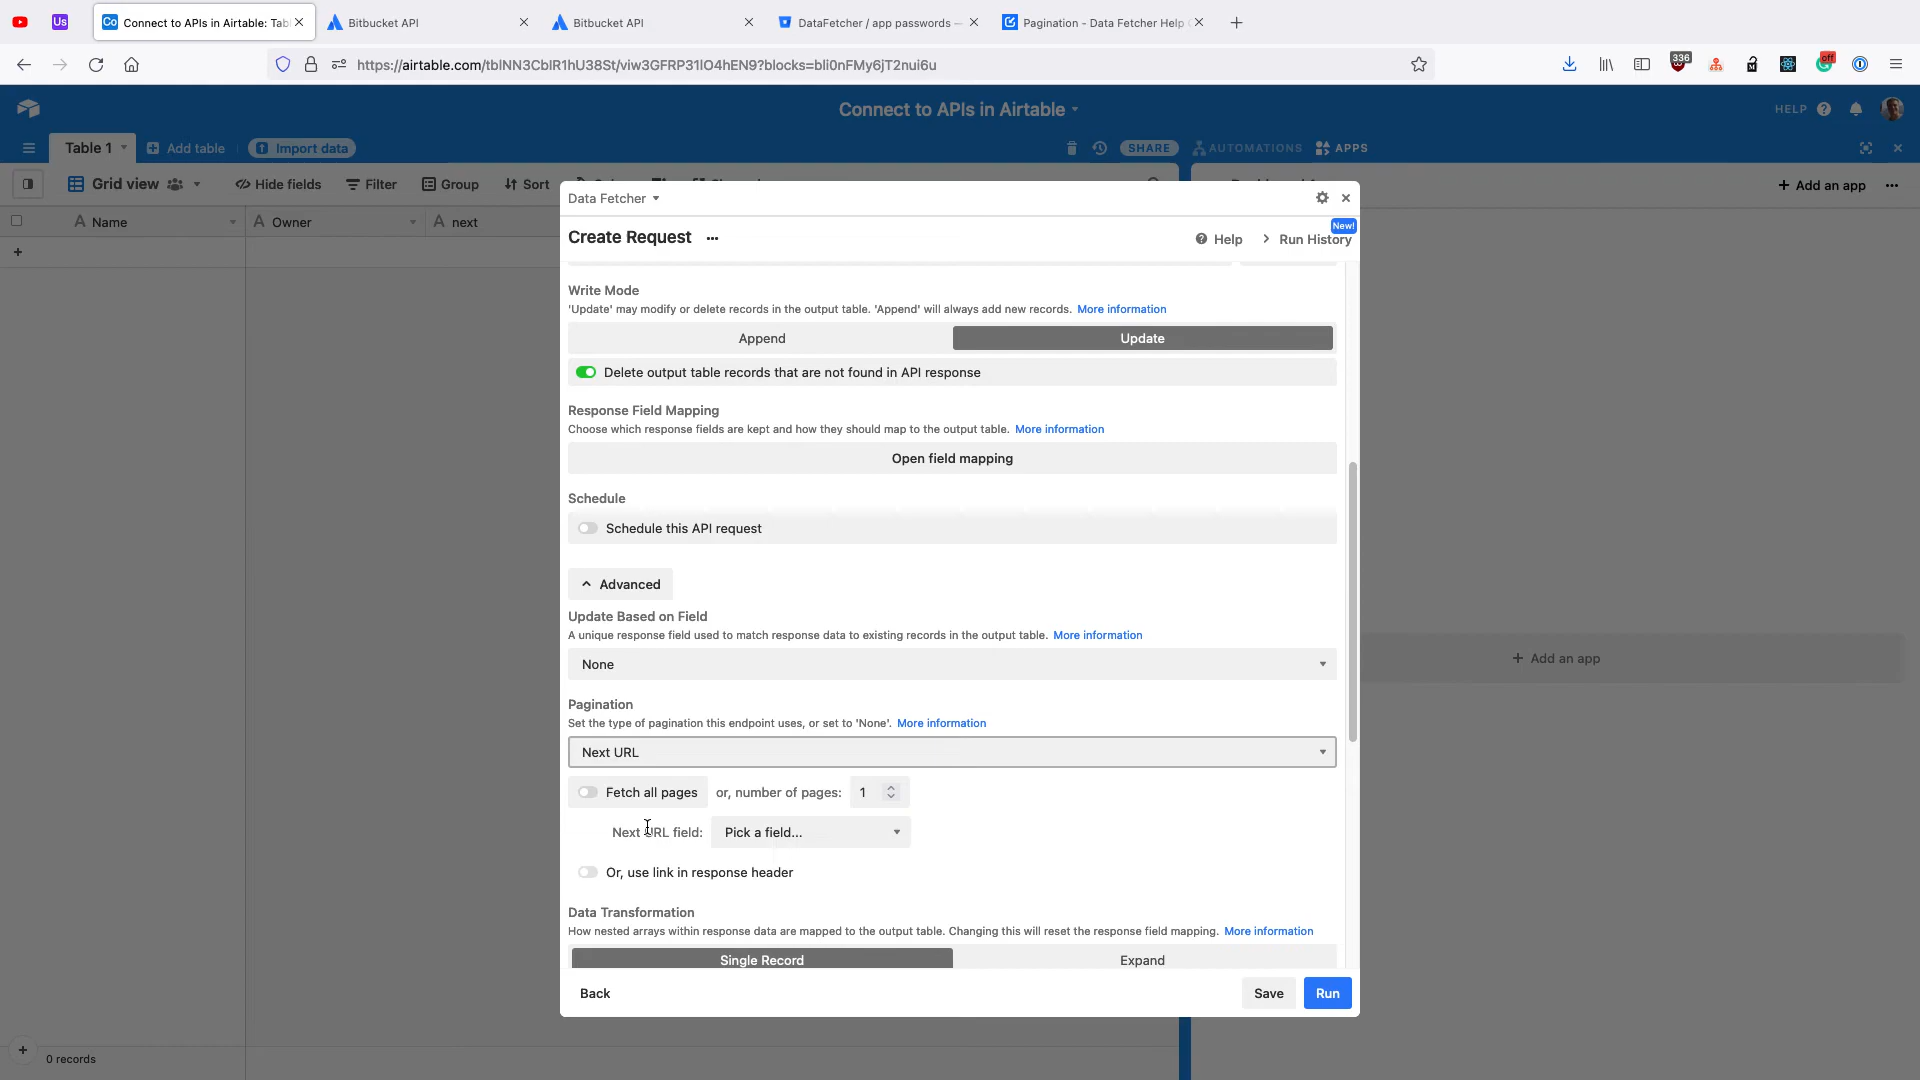 Us
Connect to APIs in Airtable: Tab
Bitbucket API
Bitbucket API
DataFetcher / app passwords —
Pagination - Data Fetcher Help
https://airtable.com/tblNN3CblR1hU38St/viw3GFRP31IO4hEN9?blocks=bli0nFMy6jT2nui6u
336
off
Connect to APIs in Airtable
HELP
Table 1
Add table
Import data
SHARE
AUTOMATIONS
APPS
Grid view
Hide fields
Filter
Group
Sort
Add an app
Name
Owner
next
Data Fetcher
Create Request
Help
Run History
New!
Write Mode
'Update' may modify or delete records in the output table. 'Append' will always add new records. More information
Append
Update
Delete output table records that are not found in API response
Response Field Mapping
Choose which response fields are kept and how they should map to the output table. More information
Open field mapping
Schedule
Schedule this API request
Advanced
Update Based on Field
A unique response field used to match response data to existing records in the output table. More information
None
Add an app
Pagination
Set the type of pagination this endpoint uses, or set to 'None'. More information
Next URL
Fetch all pages or, number of pages: 1
Next URL field: Pick a field...
Or, use link in response header
Data Transformation
How nested arrays within response data are mapped to the output table. Changing this will reset the response field mapping. More information
Single Record
Expand
Back
Save
Run
0 records